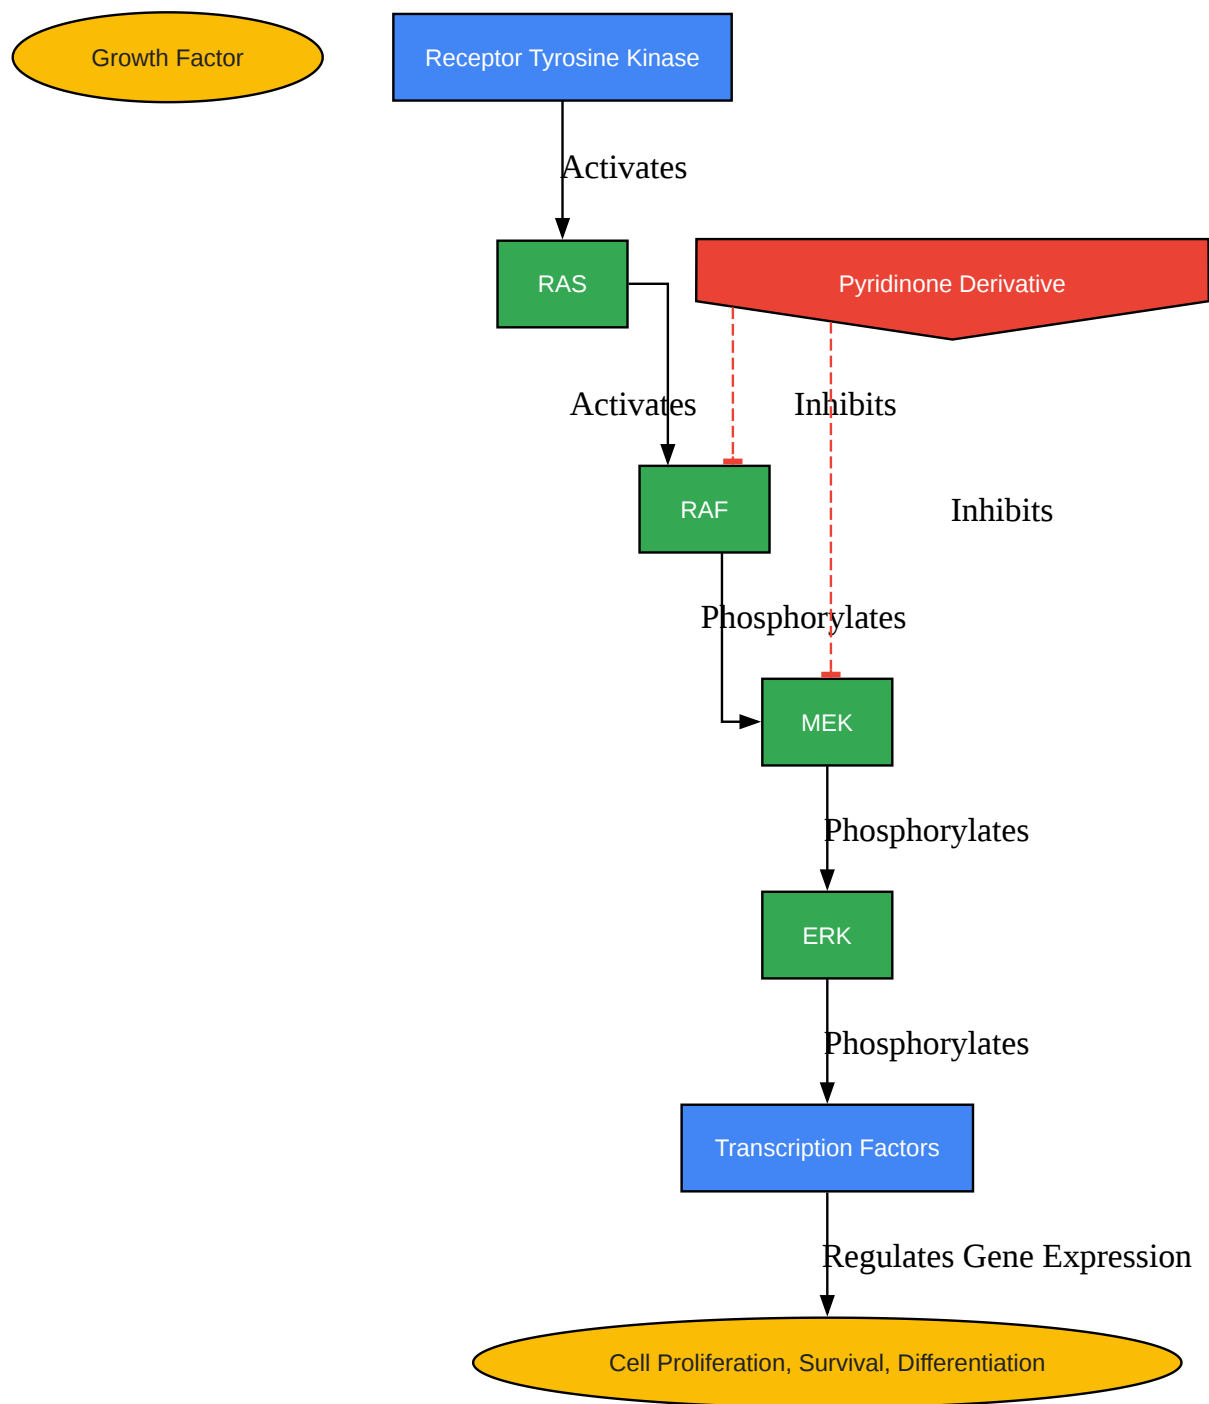 Growth Factor
Receptor Tyrosine Kinase
Activates
RAS
Pyridinone Derivative
Activates
Inhibits
RAF
Inhibits
Phosphorylates
MEK
Phosphorylates
ERK
Phosphorylates
Transcription Factors
Regulates Gene Expression
Cell Proliferation, Survival, Differentiation